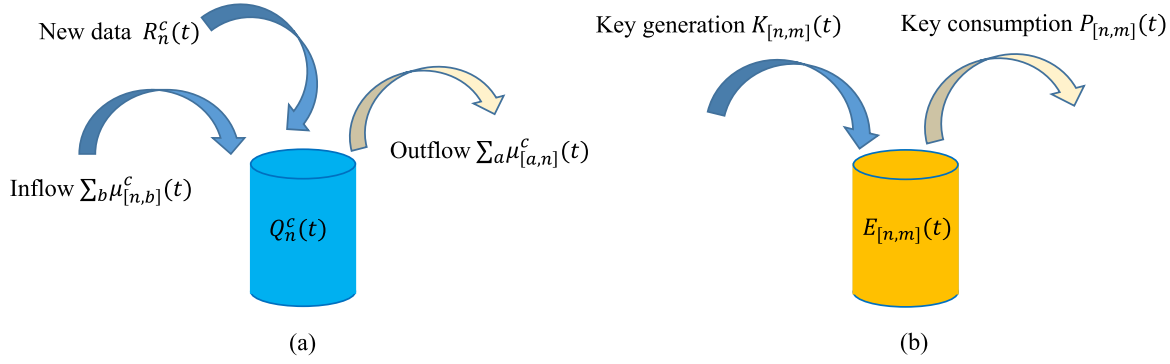 New data R_n^c(t)
Inflow ∑_b μ_{[n,b]}^c(t)
Outflow ∑_a μ_{[a,n]}^c(t)
Q_n^c(t)
(a)
Key generation K_{[n,m]}(t)
Key consumption P_{[n,m]}(t)
E_{[n,m]}(t)
(b)